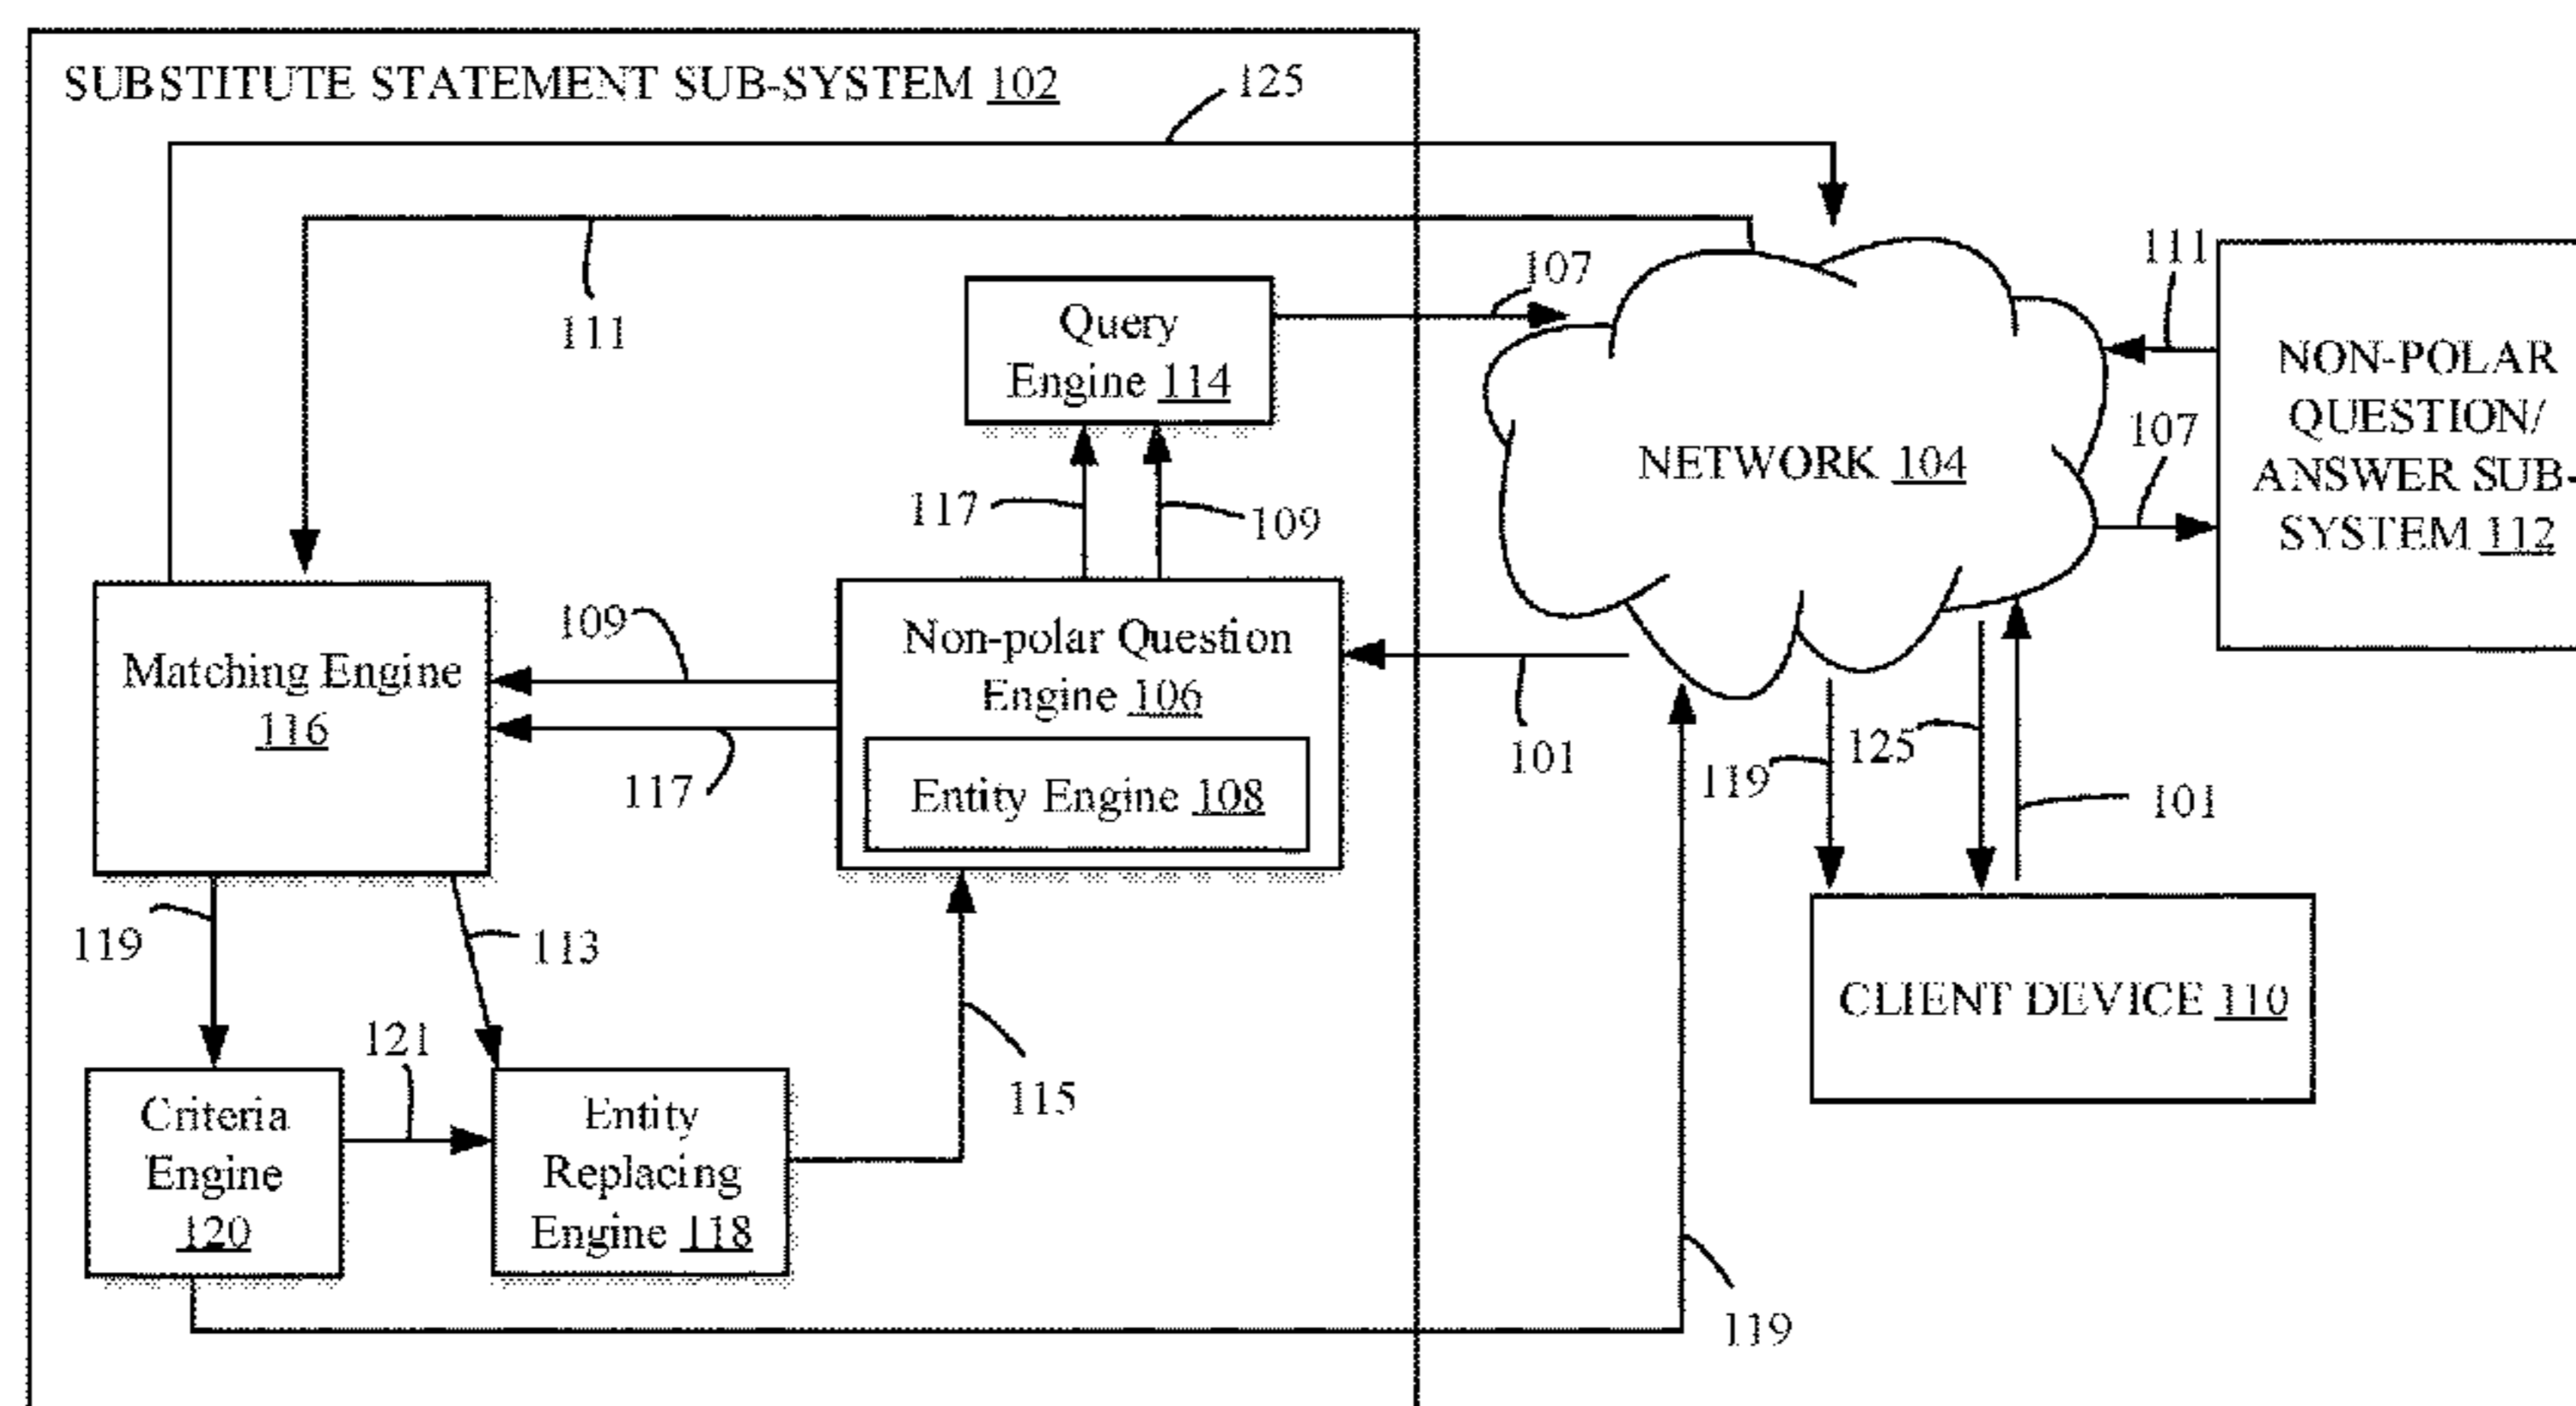 SUBSTITUTE STATEMENT SUB-SYSTEM 102
125
111
107
111
Query
Engine 114
NETWORK 104
NON-POLAR
QUESTION/
ANSWER SUB-
SYSTEM 112
107
117
109
109
117
Matching Engine
116
Non-polar Question
Engine 106
Entity Engine 108
101
119
125
101
119
113
121
115
CLIENT DEVICE 110
Criteria
Engine
120
Entity
Replacing
Engine 118
119